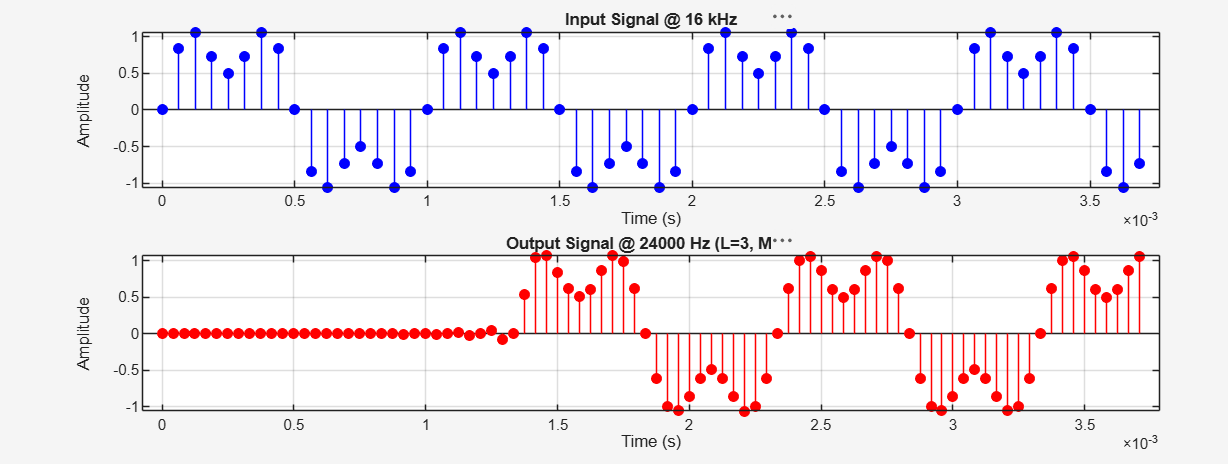 Input Signal @ 16 kHz ...
1
0.5
0
-0.5
-1
Amplitude
0 0.5 1 1.5 2 2.5 3 3.5
Time (s)
×10-3
Output Signal @ 24000 Hz (L=3, M...
1
0.5
0
-0.5
-1
Amplitude
0 0.5 1 1.5 2 2.5 3 3.5
Time (s)
×10-3